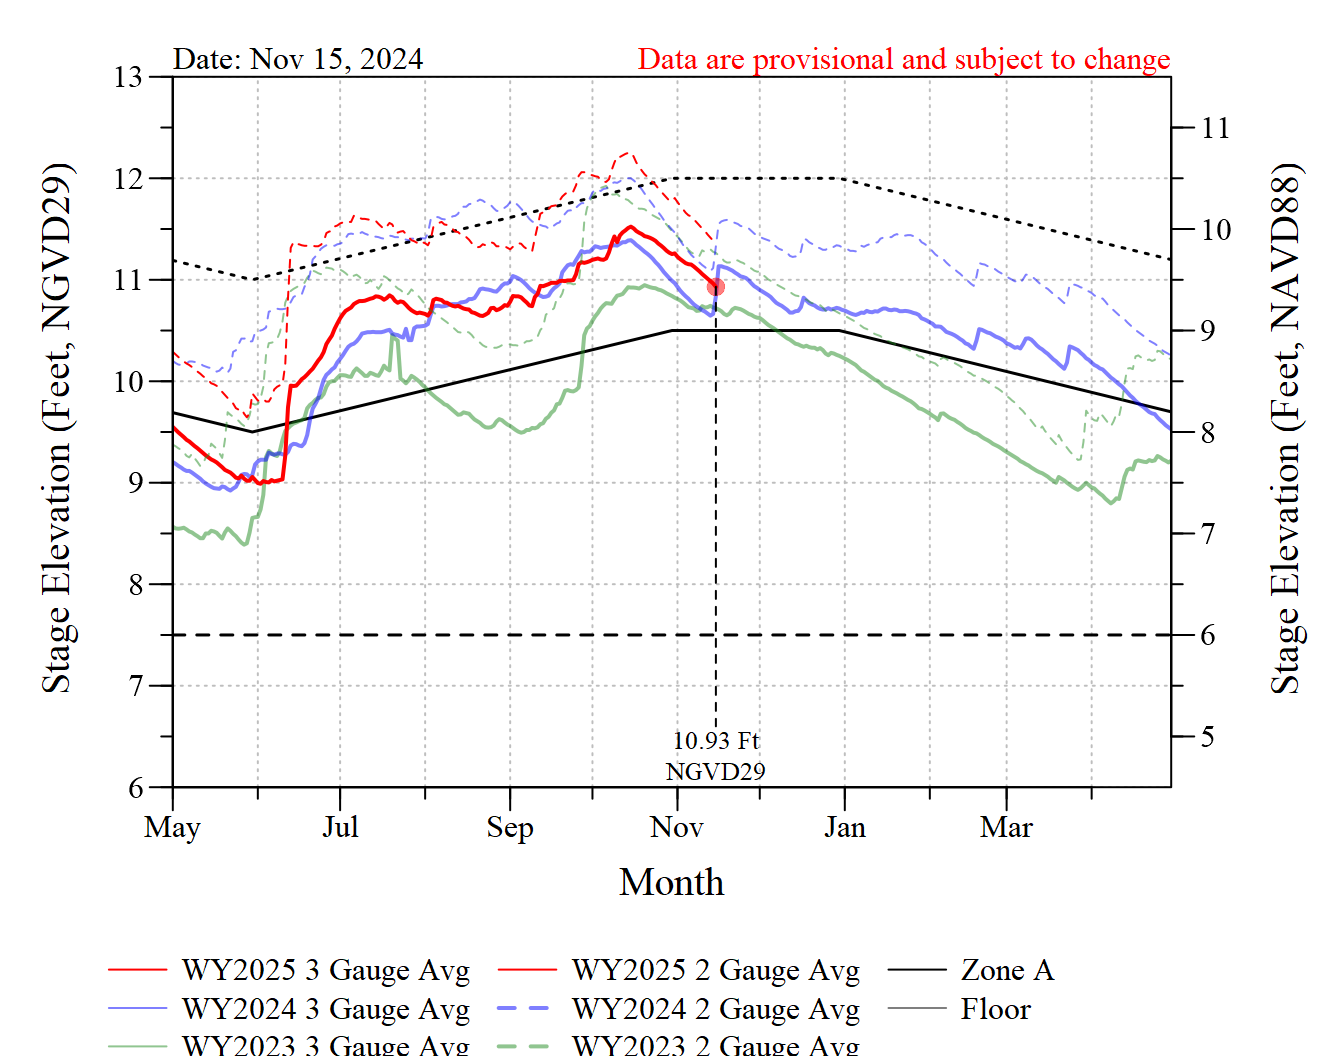 Date: Nov 15, 2024
Data are provisional and subject to change
Stage Elevation (Feet, NGVD29)
13
12
11
10
9
8
7
6
11
10
9
8
7
6
5
Stage Elevation (Feet, NAVD88)
10.93 Ft
NGVD29
May Jul Sep Nov Jan Mar
Month
WY2025 3 Gauge Avg WY2025 2 Gauge Avg Zone A
WY2024 3 Gauge Avg WY2024 2 Gauge Avg Floor
WY2023 3 Gauge Avg WY2023 2 Gauge Avg